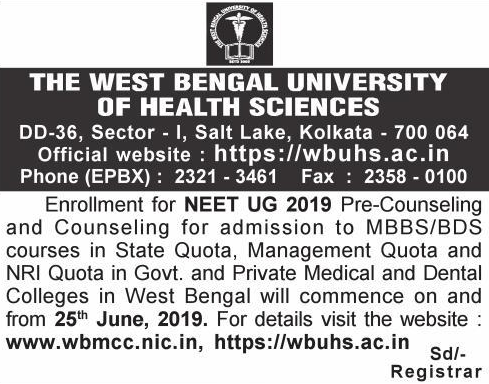 THE WEST BENGAL UNIVERSITY
OF HEALTH SCIENCES
DD-36, Sector - I, Salt Lake, Kolkata - 700 064
Official website : https://wbuhs.ac.in
Phone (EPBX) : 2321 - 3461 Fax : 2358 - 0100
Enrollment for NEET UG 2019 Pre-Counseling
and Counseling for admission to MBBS/BDS
courses in State Quota, Management Quota and
NRI Quota in Govt. and Private Medical and Dental
Colleges in West Bengal will commence on and
from 25th June, 2019. For details visit the website :
www.wbmcc.nic.in, https://wbuhs.ac.in
Sd/-
Registrar